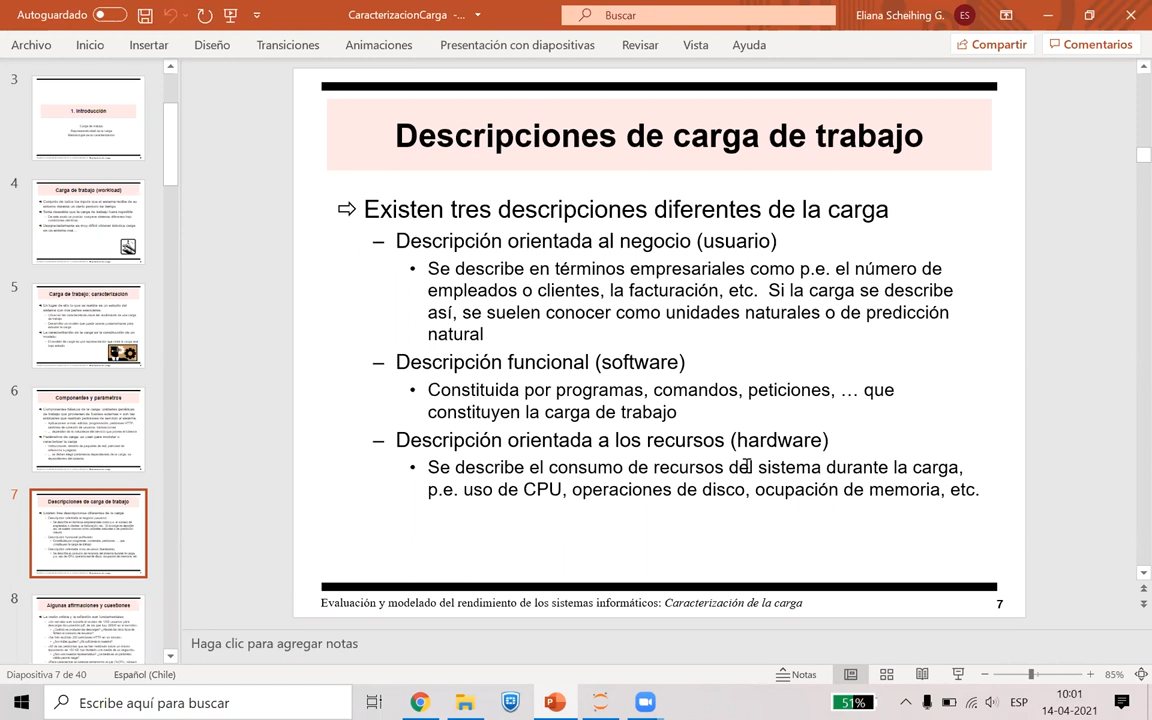 Autoguardado
CaracterizacionCarga -...
Buscar
Eliana Scheihing G.
ES
Archivo
Inicio
Insertar
Diseño
Transiciones
Animaciones
Presentación con diapositivas
Revisar
Vista
Ayuda
Compartir
Comentarios
3
1. Introducción
4
Carga de trabajo (workload)
5
Carga de trabajo: caracterización
6
Componentes y parámetros
7
Descripciones de carga de trabajo
8
Algunas afirmaciones y cuestiones
Descripciones de carga de trabajo
⇨ Existen tres descripciones diferentes de la carga
– Descripción orientada al negocio (usuario)
• Se describe en términos empresariales como p.e. el número de
empleados o clientes, la facturación, etc. Si la carga se describe
así, se suelen conocer como unidades naturales o de predicción
natural
– Descripción funcional (software)
• Constituida por programas, comandos, peticiones, … que
constituyen la carga de trabajo
– Descripción orientada a los recursos (hardware)
• Se describe el consumo de recursos del sistema durante la carga,
p.e. uso de CPU, operaciones de disco, ocupación de memoria, etc.
Evaluación y modelado del rendimiento de los sistemas informáticos: Caracterización de la carga
7
Haga clic para agregar notas
Diapositiva 7 de 40
Español (Chile)
Notas
85%
Escribe aquí para buscar
51%
ESP
10:01
14-04-2021